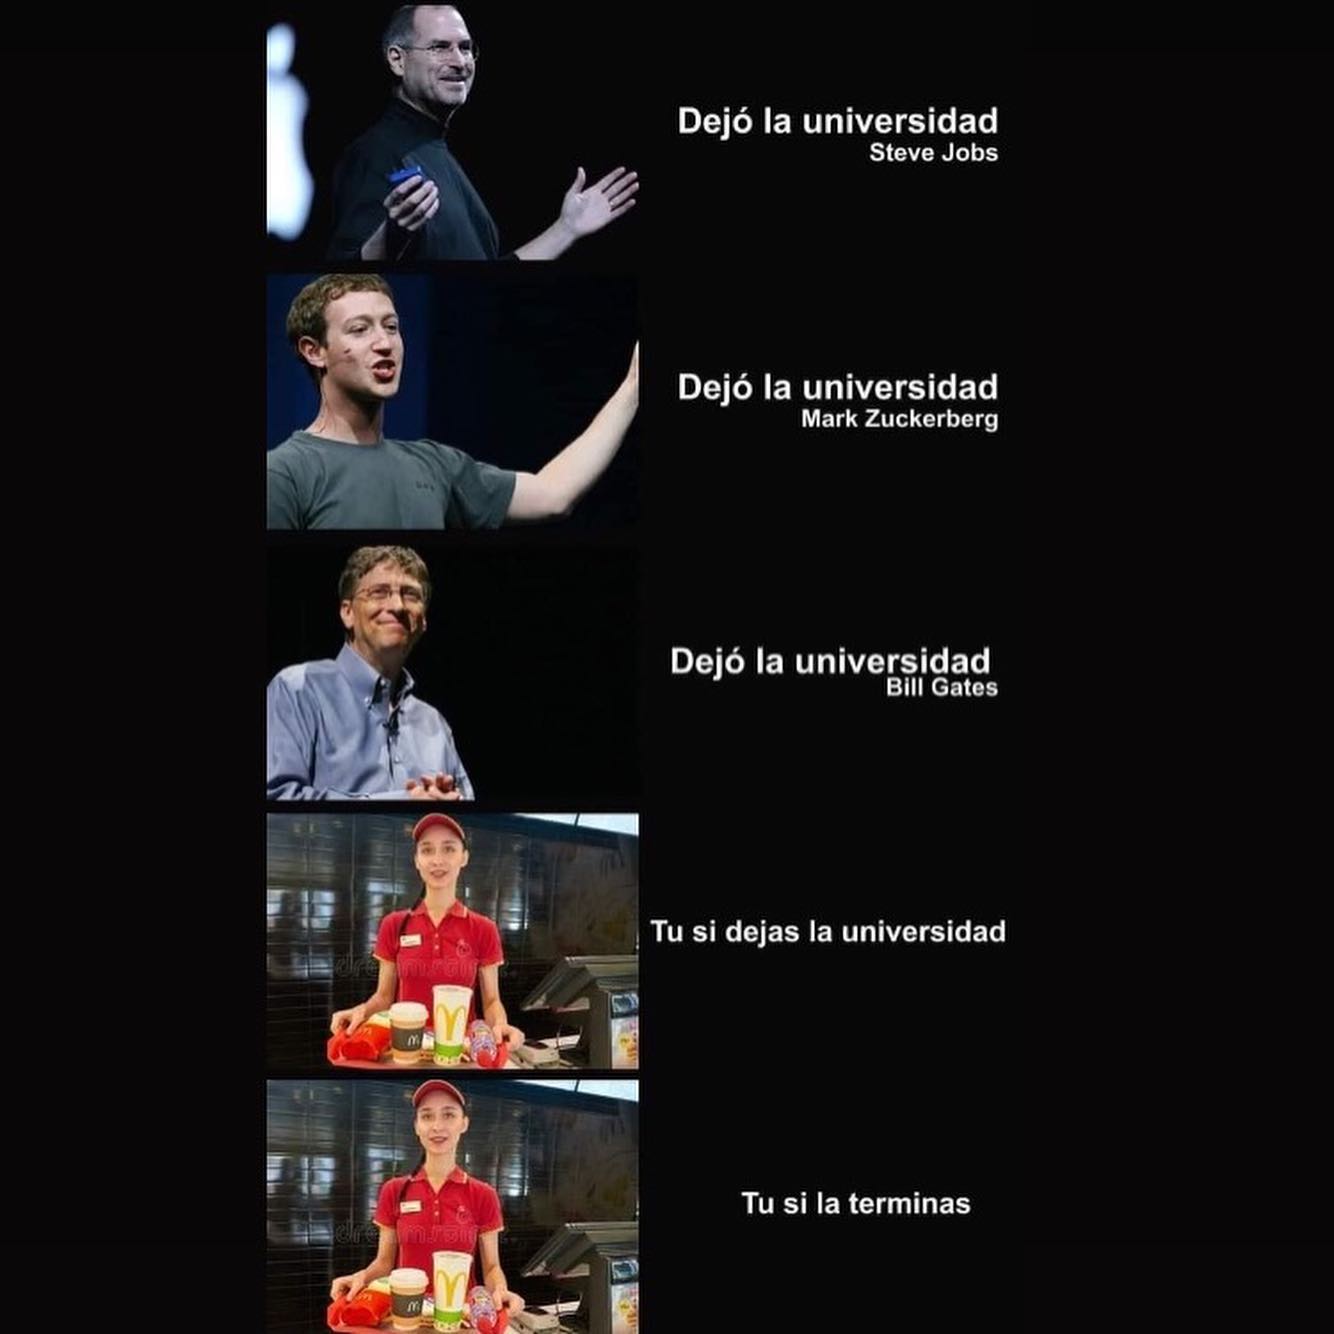 Dejó la universidad
Steve Jobs
Dejó la universidad
Mark Zuckerberg
Dejó la universidad
Bill Gates
Tu si dejas la universidad
Tu si la terminas